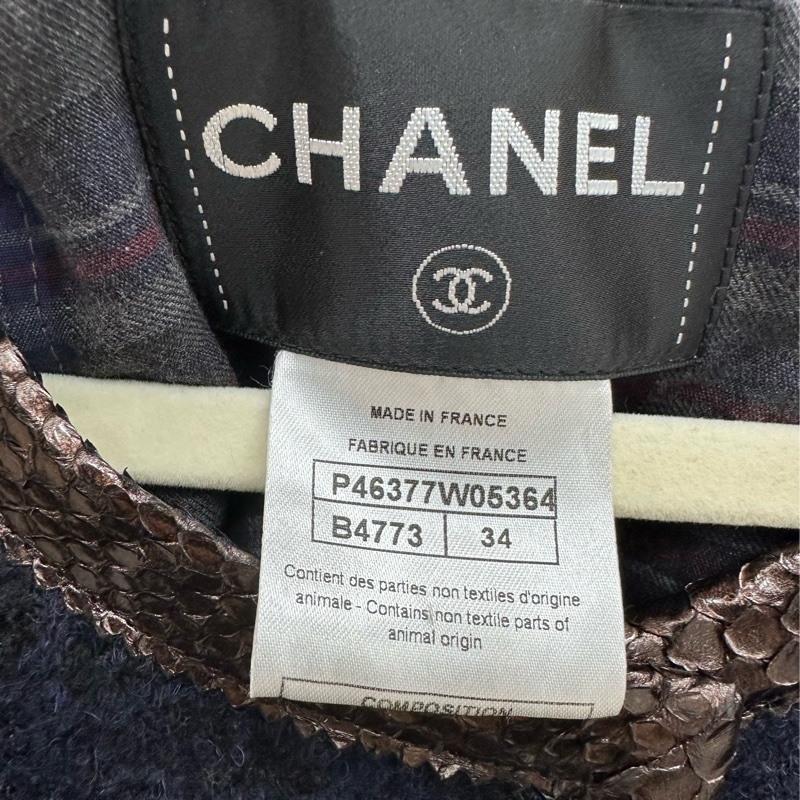 CHANEL
MADE IN FRANCE
FABRIQUE EN FRANCE
P46377W05364
B4773 34
Contient des parties non textiles d'origine
animale - Contains non textile parts of
animal origin
COMPOSITION